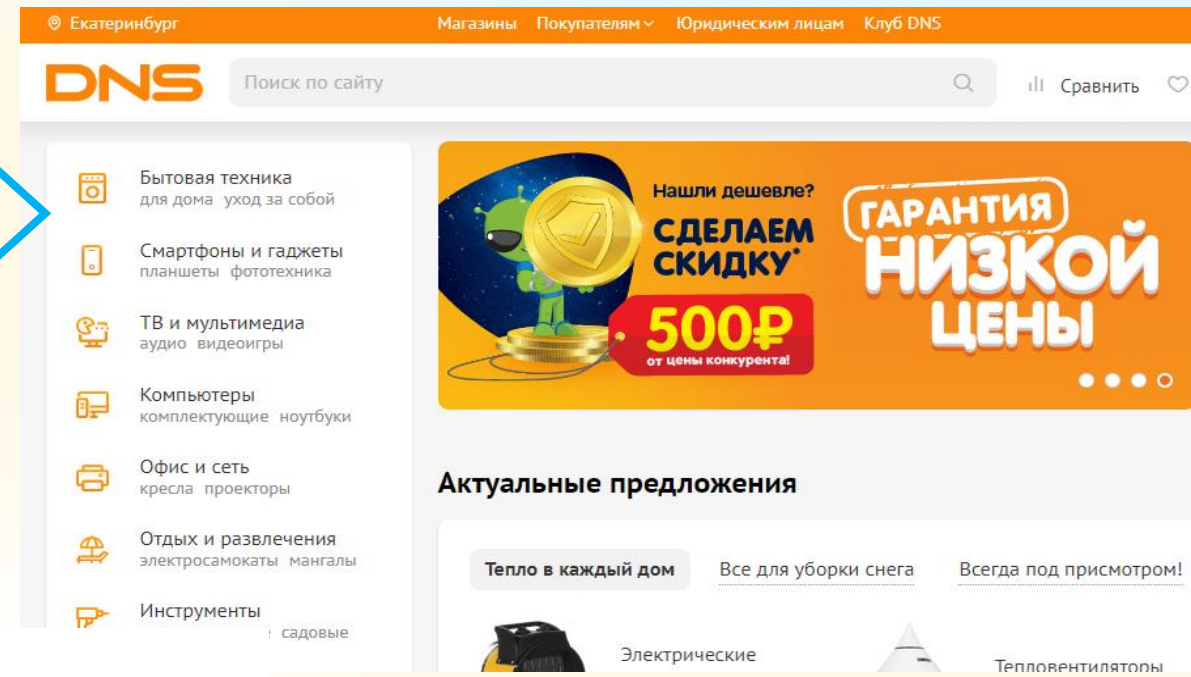 Екатеринбург
Магазины Покупателям Юридическим лицам Клуб DNS
DNS
Поиск по сайту
Сравнить
Бытовая техника
для дома уход за собой
Смартфоны и гаджеты
планшеты фототехника
ТВ и мультимедиа
аудио видеоигры
Компьютеры
комплектующие ноутбуки
Офис и сеть
кресла проекторы
Отдых и развлечения
электросамокаты мангалы
Инструменты
садовые
Нашли дешевле?
СДЕЛАЕМ
СКИДКУ*
500₽
от цены конкурента!
ГАРАНТИЯ
НИЗКОЙ
ЦЕНЫ
Актуальные предложения
Тепло в каждый дом Все для уборки снега Всегда под присмотром!
Электрические
Тепловентиляторы